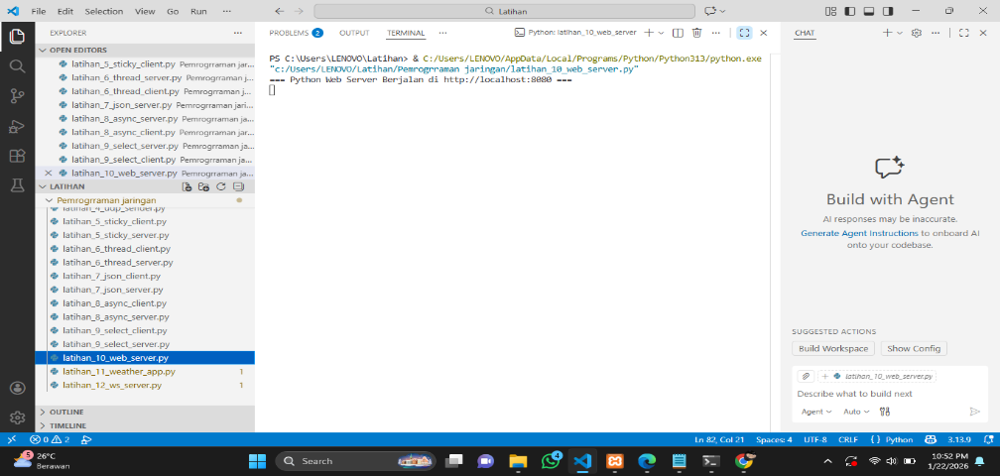 File Edit Selection View Go Run ··· Latihan
EXPLORER ···
OPEN EDITORS
latihan_5_sticky_client.py Pemrogrraman jar...
latihan_6_thread_server.py Pemrogrraman j...
latihan_6_thread_client.py Pemrogrraman j...
latihan_7_json_server.py Pemrogrraman jari...
latihan_8_async_server.py Pemrogrraman ja...
latihan_8_async_client.py Pemrogrraman jar...
latihan_9_select_server.py Pemrogrraman ja...
latihan_9_select_client.py Pemrogrraman ja...
latihan_10_web_server.py Pemrogrraman ja...
LATIHAN
Pemrogrraman jaringan
latihan_4_udp_sender.py
latihan_5_sticky_client.py
latihan_5_sticky_server.py
latihan_6_thread_client.py
latihan_6_thread_server.py
latihan_7_json_client.py
latihan_7_json_server.py
latihan_8_async_client.py
latihan_8_async_server.py
latihan_9_select_client.py
latihan_9_select_server.py
latihan_10_web_server.py
latihan_11_weather_app.py 1
latihan_12_ws_server.py 1
OUTLINE
TIMELINE
PROBLEMS 2 OUTPUT TERMINAL ··· Python: latihan_10_web_server ···
PS C:\Users\LENOVO\Latihan> & C:/Users/LENOVO/AppData/Local/Programs/Python/Python313/python.exe
"c:/Users/LENOVO/Latihan/Pemrogrraman jaringan/latihan_10_web_server.py"
=== Python Web Server Berjalan di http://localhost:8080 ===
CHAT ···
Build with Agent
AI responses may be inaccurate.
Generate Agent Instructions to onboard AI
onto your codebase.
SUGGESTED ACTIONS
Build Workspace Show Config
latihan_10_web_server.py
Describe what to build next
Agent Auto
0 2 Ln 82, Col 21 Spaces: 4 UTF-8 CRLF {} Python 3.13.9
5 26°C
Berawan
Search
4
10:52 PM
1/22/2026